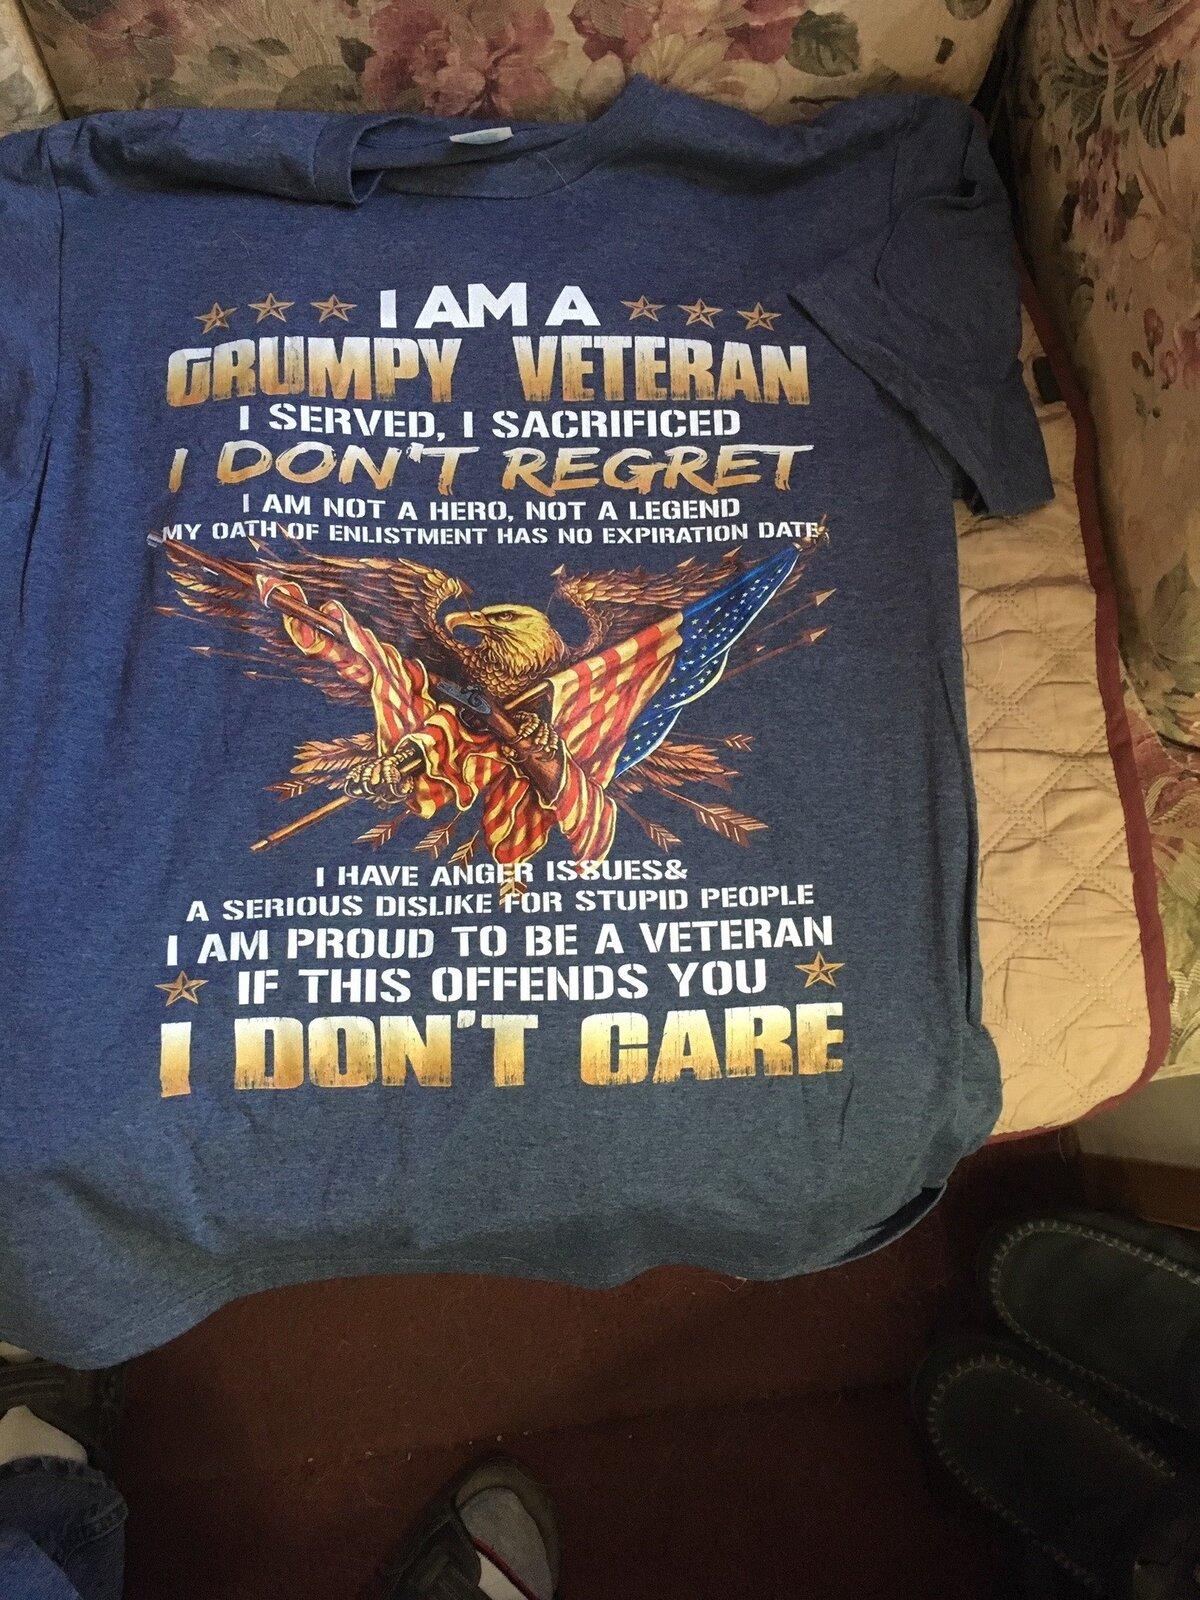 I AM A
GRUMPY VETERAN
I SERVED, I SACRIFICED
I DON'T REGRET
I AM NOT A HERO, NOT A LEGEND
MY OATH OF ENLISTMENT HAS NO EXPIRATION DATE
I HAVE ANGER ISSUES&
A SERIOUS DISLIKE FOR STUPID PEOPLE
I AM PROUD TO BE A VETERAN
IF THIS OFFENDS YOU
I DON'T CARE